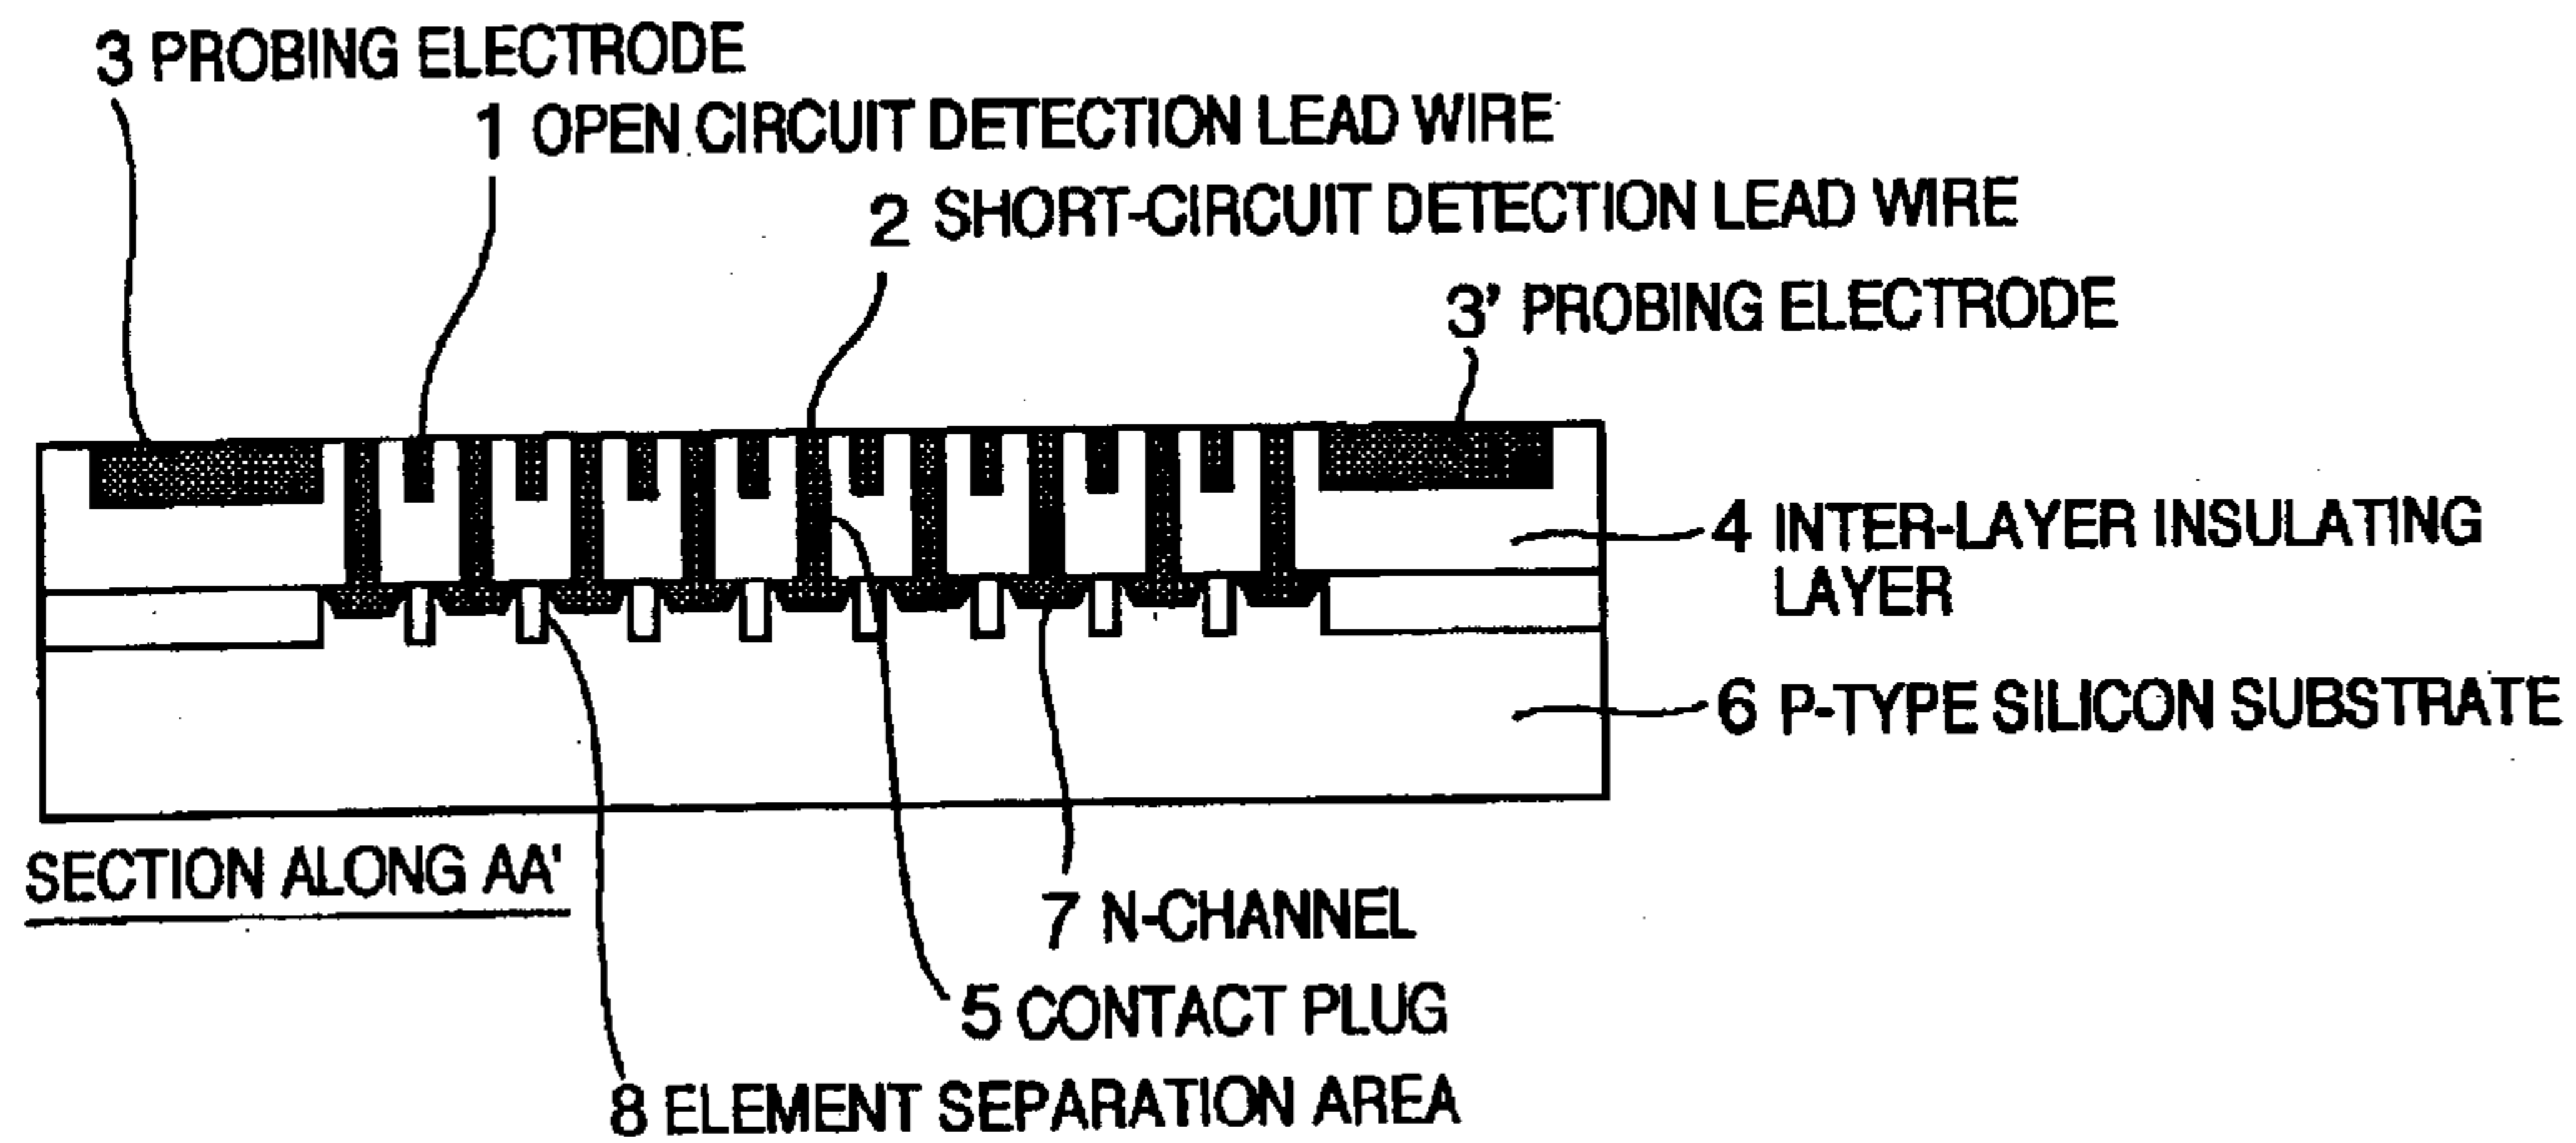 3 PROBING ELECTRODE
1 OPEN CIRCUIT DETECTION LEAD WIRE
2 SHORT-CIRCUIT DETECTION LEAD WIRE
3' PROBING ELECTRODE
4 INTER-LAYER INSULATING
LAYER
6 P-TYPE SILICON SUBSTRATE
SECTION ALONG AA'
7 N-CHANNEL
5 CONTACT PLUG
8 ELEMENT SEPARATION AREA